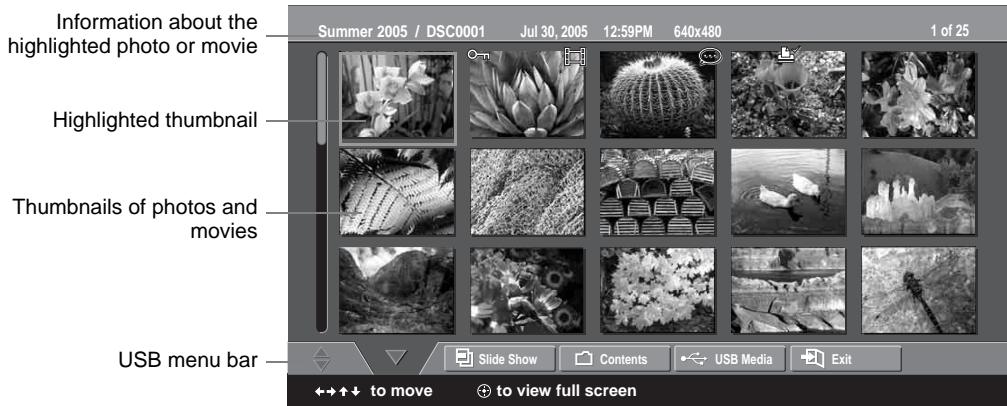 Information about the
highlighted photo or movie
Summer 2005 / DSC0001 Jul 30, 2005 12:59PM 640x480 1 of 25
Highlighted thumbnail
Thumbnails of photos and
movies
USB menu bar
Slide Show Contents USB Media Exit
to move to view full screen